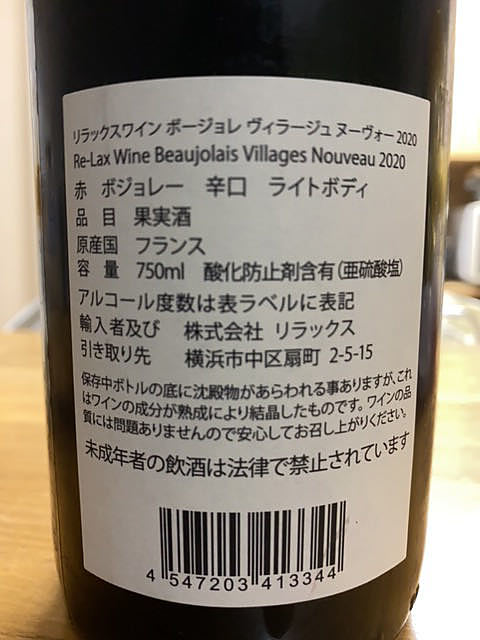 リラックスワイン ボージョレ ヴィラージュ ヌーヴォー 2020
Re-Lax Wine Beaujolais Villages Nouveau 2020
赤 ボジョレー 辛口 ライトボディ
品 目 果実酒
原産国 フランス
容 量 750ml 酸化防止剤含有(亜硫酸塩)
アルコール度数は表ラベルに表記
輸入者及び 株式会社 リラックス
引き取り先 横浜市中区扇町 2-5-15
保存中ボトルの底に沈殿物があらわれる事ありますが、これ
はワインの成分が熟成により結晶したものです。ワインの品
質には問題ありませんので安心してお召し上がりください。
未成年者の飲酒は法律で禁止されています
4 547203 413344